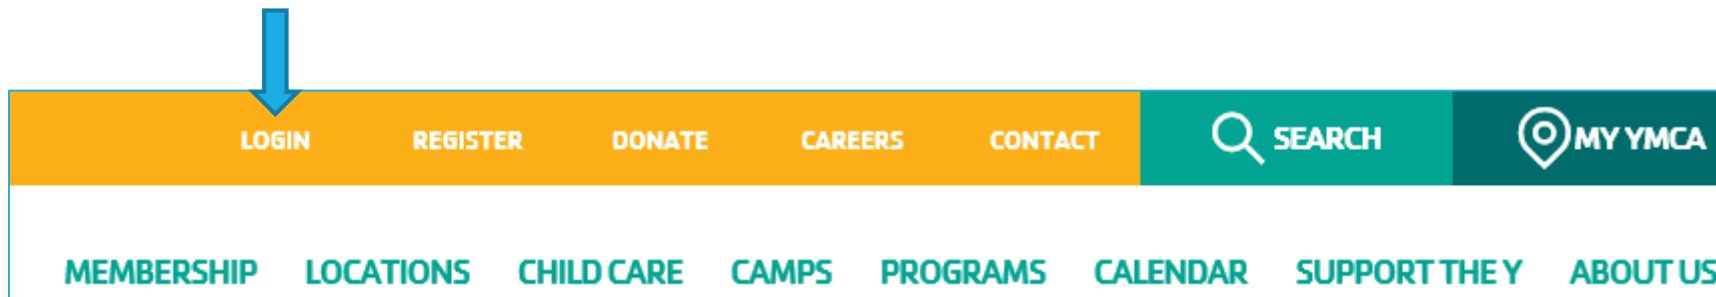 LOGIN REGISTER DONATE CAREERS CONTACT SEARCH MY YMCA
MEMBERSHIP LOCATIONS CHILD CARE CAMPS PROGRAMS CALENDAR SUPPORT THE Y ABOUT US